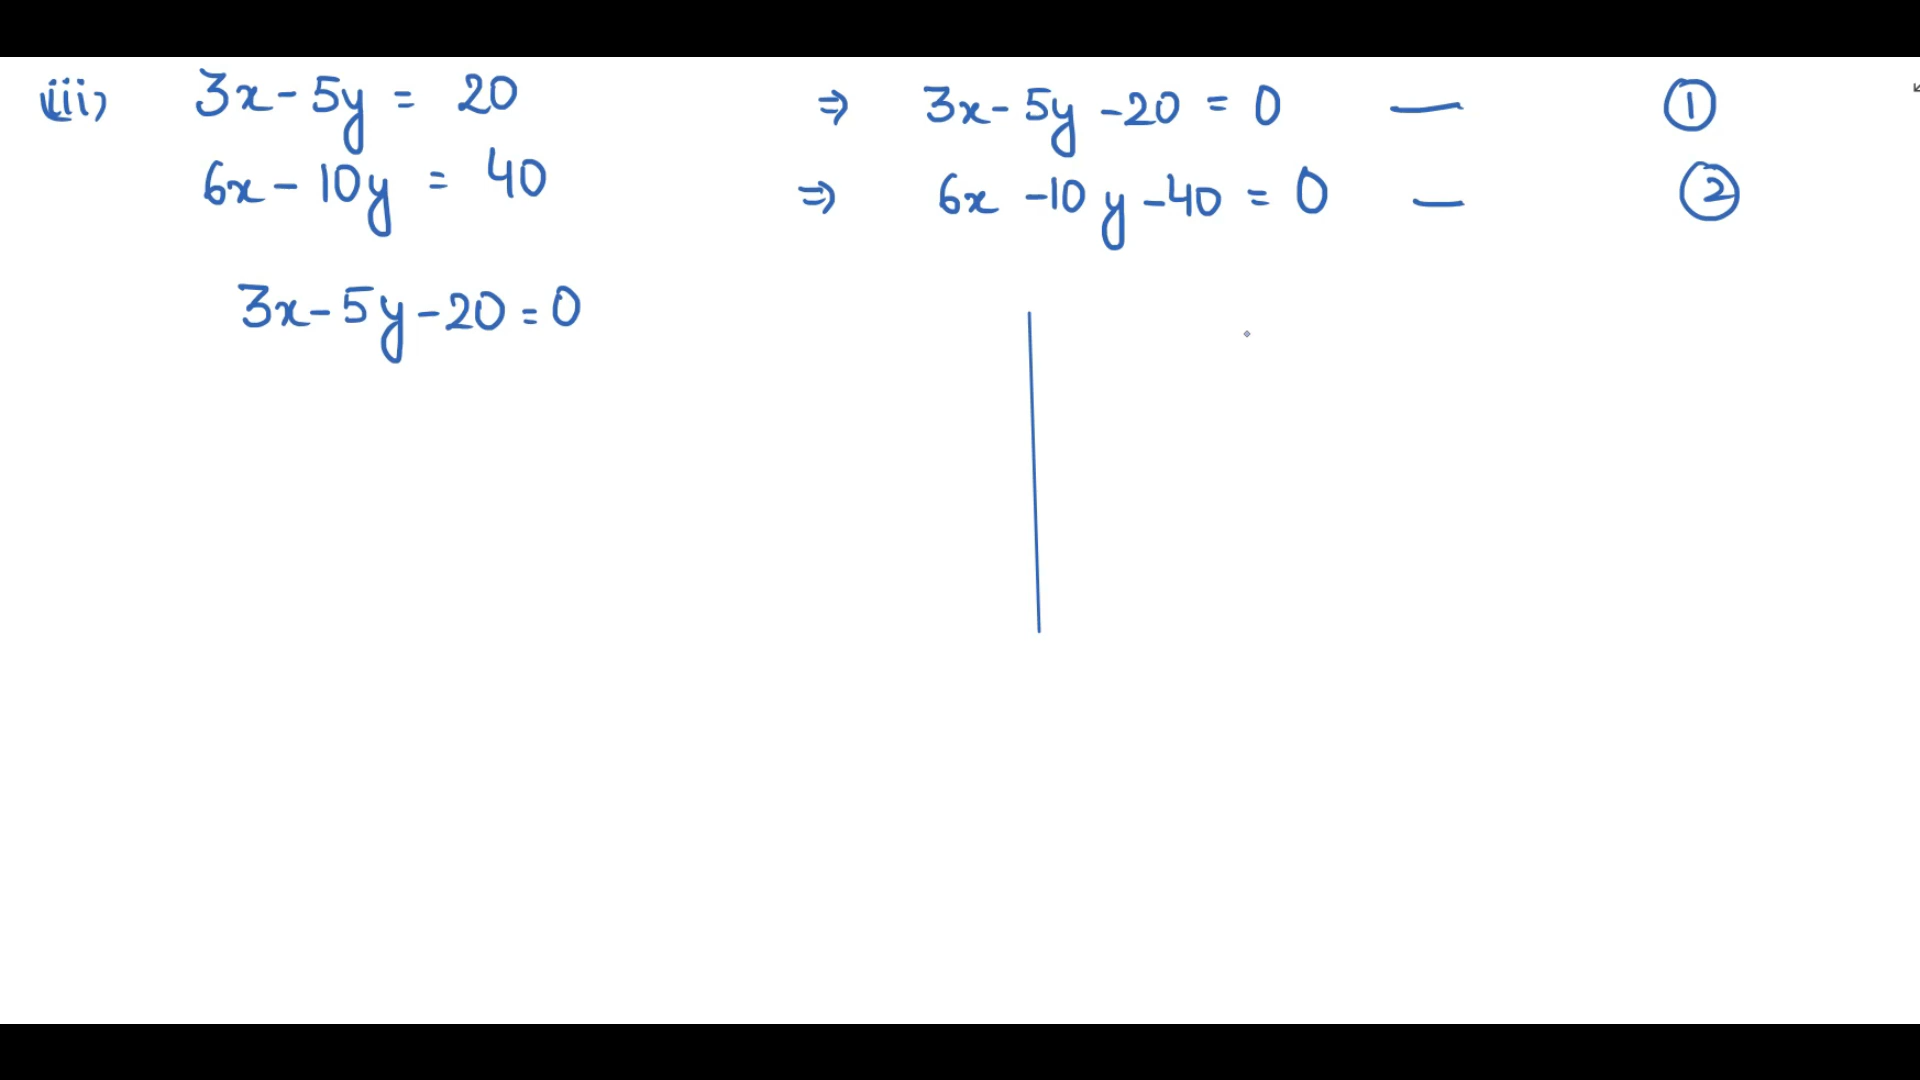 (iii) 3x - 5y = 20 ⇒ 3x - 5y - 20 = 0 — ①
6x - 10y = 40 ⇒ 6x - 10y - 40 = 0 — ②
3x - 5y - 20 = 0